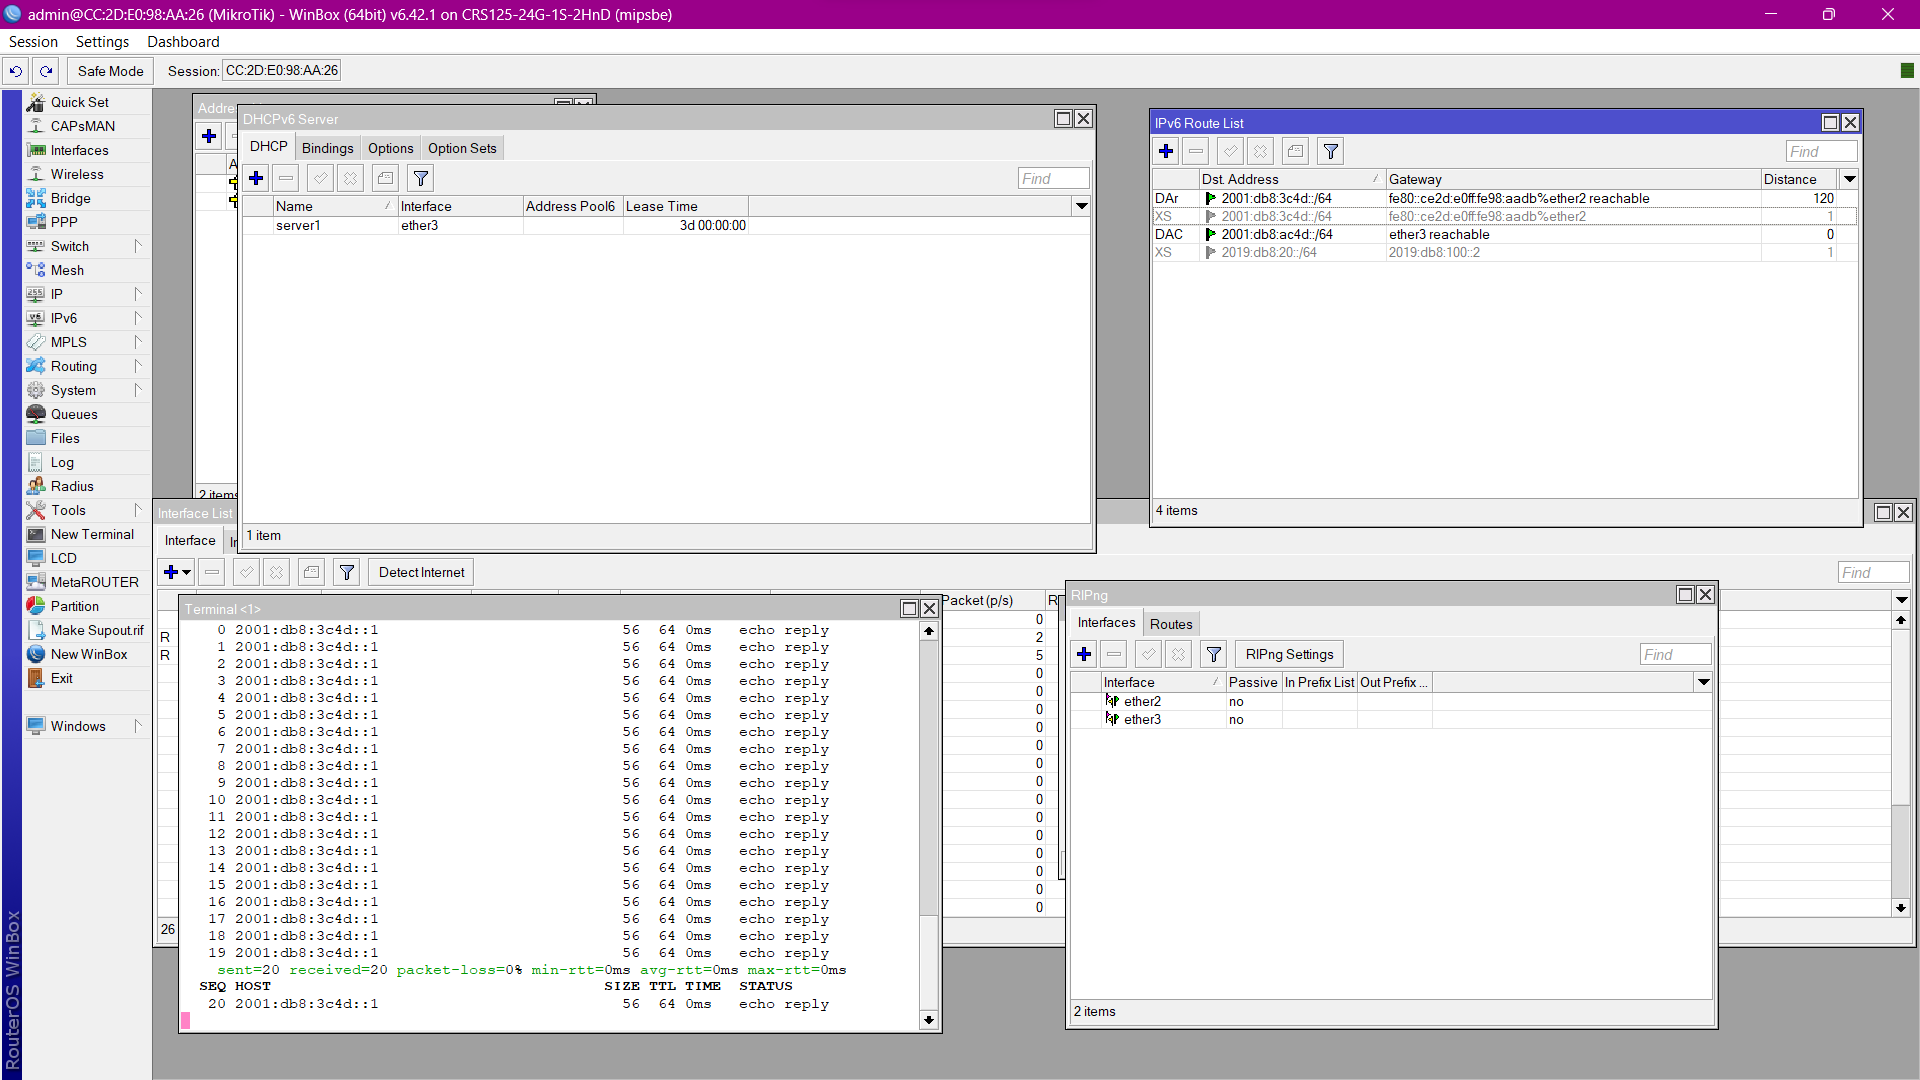 admin@CC:2D:E0:98:AA:26 (MikroTik) - WinBox (64bit) v6.42.1 on CRS125-24G-1S-2HnD (mipsbe)
Session Settings Dashboard
Safe Mode Session: CC:2D:E0:98:AA:26
Quick Set
CAPsMAN
Interfaces
Wireless
Bridge
PPP
Switch
Mesh
IP
IPv6
MPLS
Routing
System
Queues
Files
Log
Radius
Tools
New Terminal
LCD
MetaROUTER
Partition
Make Supout.rif
New WinBox
Exit
Windows
RouterOS WinBox
2 items
DHCPv6 Server
DHCP Bindings Options Option Sets
Find
Name Interface Address Pool6 Lease Time
server1 ether3 3d 00:00:00
1 item
IPv6 Route List
Find
Dst. Address Gateway Distance
DAr 2001:db8:3c4d::/64 fe80::ce2d:e0ff:fe98:aadb%ether2 reachable 120
XS 2001:db8:3c4d::/64 fe80::ce2d:e0ff:fe98:aadb%ether2 1
DAC 2001:db8:ac4d::/64 ether3 reachable 0
XS 2019:db8:20::/64 2019:db8:100::2 1
4 items
Interface List
Interface
Detect Internet
Find
Packet (p/s)
0
R 2
R 5
0
0
0
0
0
0
0
0
0
0
0
0
0
0
26
Terminal <1>
0 2001:db8:3c4d::1 56 64 0ms echo reply
1 2001:db8:3c4d::1 56 64 0ms echo reply
2 2001:db8:3c4d::1 56 64 0ms echo reply
3 2001:db8:3c4d::1 56 64 0ms echo reply
4 2001:db8:3c4d::1 56 64 0ms echo reply
5 2001:db8:3c4d::1 56 64 0ms echo reply
6 2001:db8:3c4d::1 56 64 0ms echo reply
7 2001:db8:3c4d::1 56 64 0ms echo reply
8 2001:db8:3c4d::1 56 64 0ms echo reply
9 2001:db8:3c4d::1 56 64 0ms echo reply
10 2001:db8:3c4d::1 56 64 0ms echo reply
11 2001:db8:3c4d::1 56 64 0ms echo reply
12 2001:db8:3c4d::1 56 64 0ms echo reply
13 2001:db8:3c4d::1 56 64 0ms echo reply
14 2001:db8:3c4d::1 56 64 0ms echo reply
15 2001:db8:3c4d::1 56 64 0ms echo reply
16 2001:db8:3c4d::1 56 64 0ms echo reply
17 2001:db8:3c4d::1 56 64 0ms echo reply
18 2001:db8:3c4d::1 56 64 0ms echo reply
19 2001:db8:3c4d::1 56 64 0ms echo reply
sent=20 received=20 packet-loss=0% min-rtt=0ms avg-rtt=0ms max-rtt=0ms
SEQ HOST SIZE TTL TIME STATUS
20 2001:db8:3c4d::1 56 64 0ms echo reply
RIPng
Interfaces Routes
RIPng Settings Find
Interface Passive In Prefix List Out Prefix ...
ether2 no
ether3 no
2 items